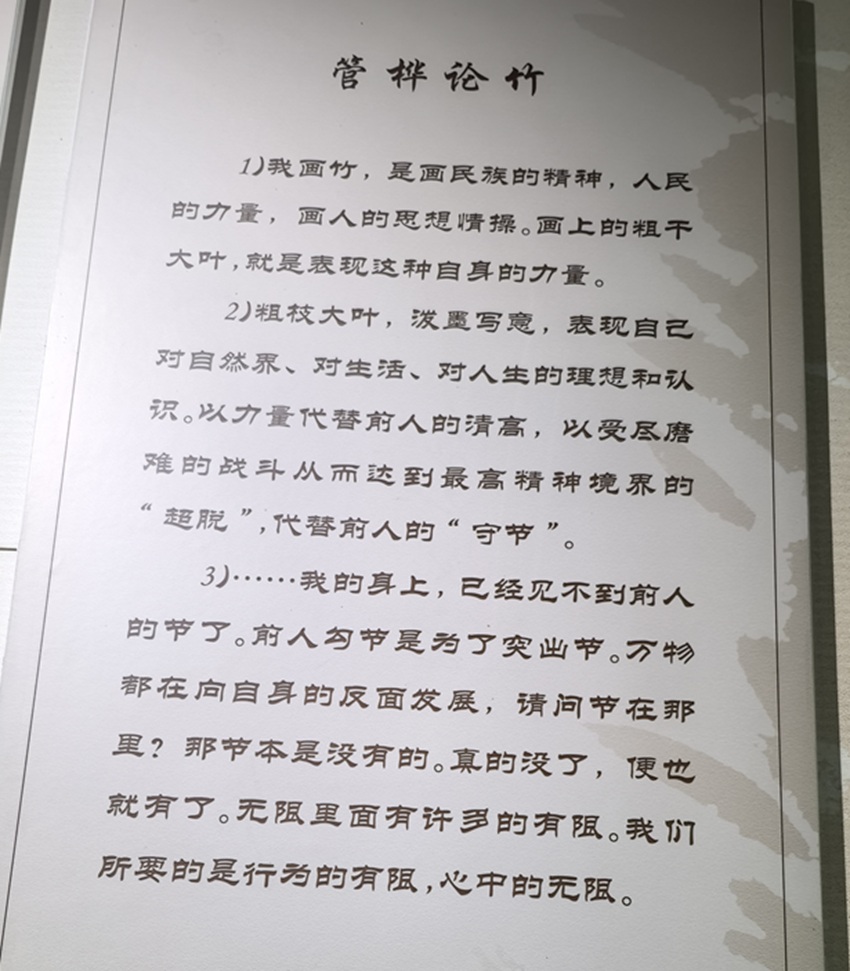 管桦论竹
1)我画竹，是画民族的精神，人民
的力量，画人的思想情操。画上的粗干
大叶，就是表现这种自身的力量。
2)粗枝大叶，泼墨写意，表现自己
对自然界、对生活、对人生的理想和认
识。以力量代替前人的清高，以受尽磨
难的战斗从而达到最高精神境界的
“超脱”，代替前人的“守节”。
3)……我的身上，已经见不到前人
的节了。前人勾节是为了突出节。万物
都在向自身的反面发展，请问节在那
里？那节本是没有的。真的没了，便也
就有了。无限里面有许多的有限。我们
所要的是行为的有限，心中的无限。